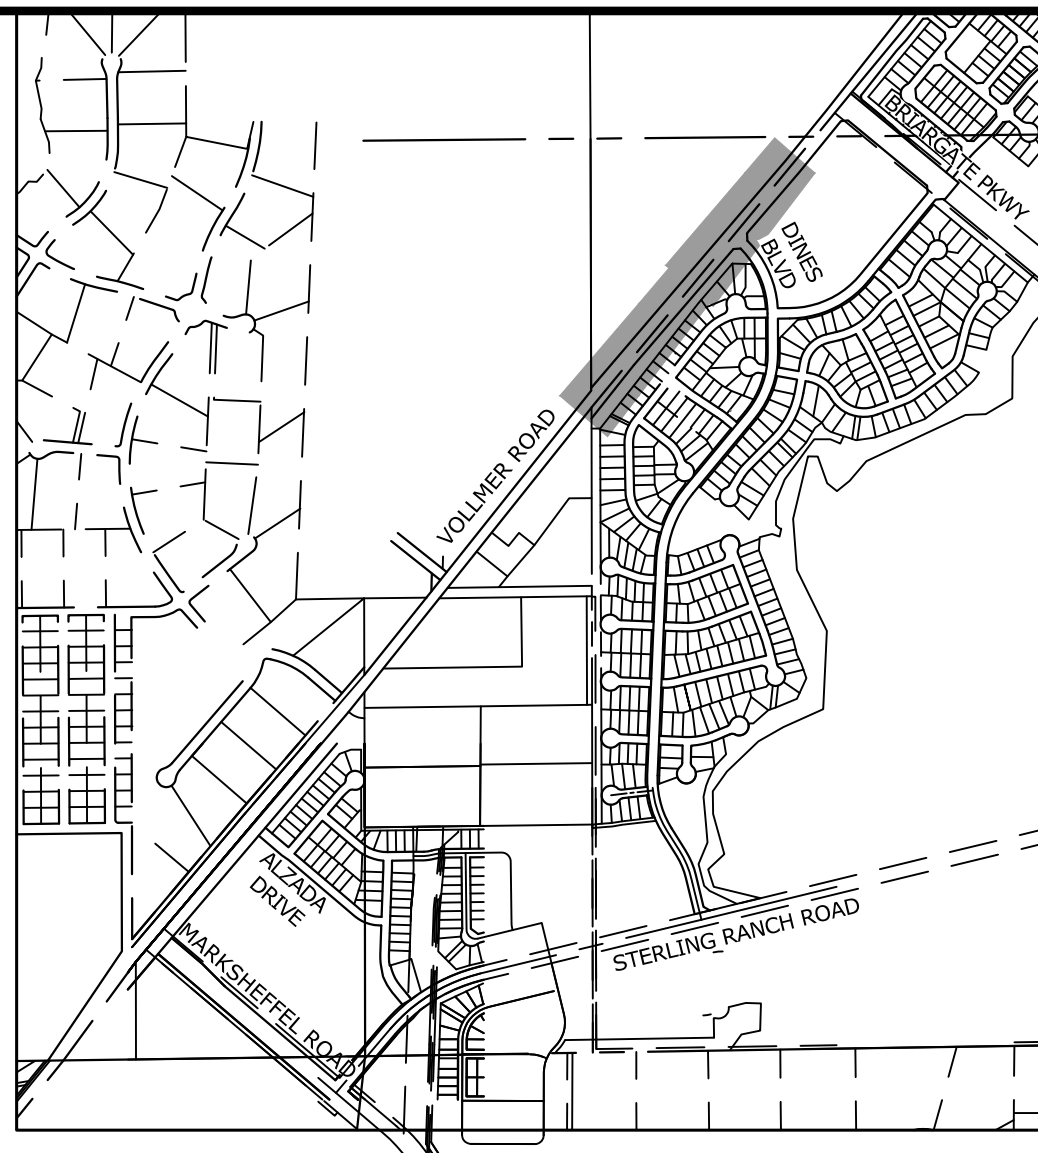 BRIARGATE PKWY
DINES
BLVD
VOLLMER ROAD
ALZADA
DRIVE
MARKSHEFFEL ROAD
STERLING RANCH ROAD